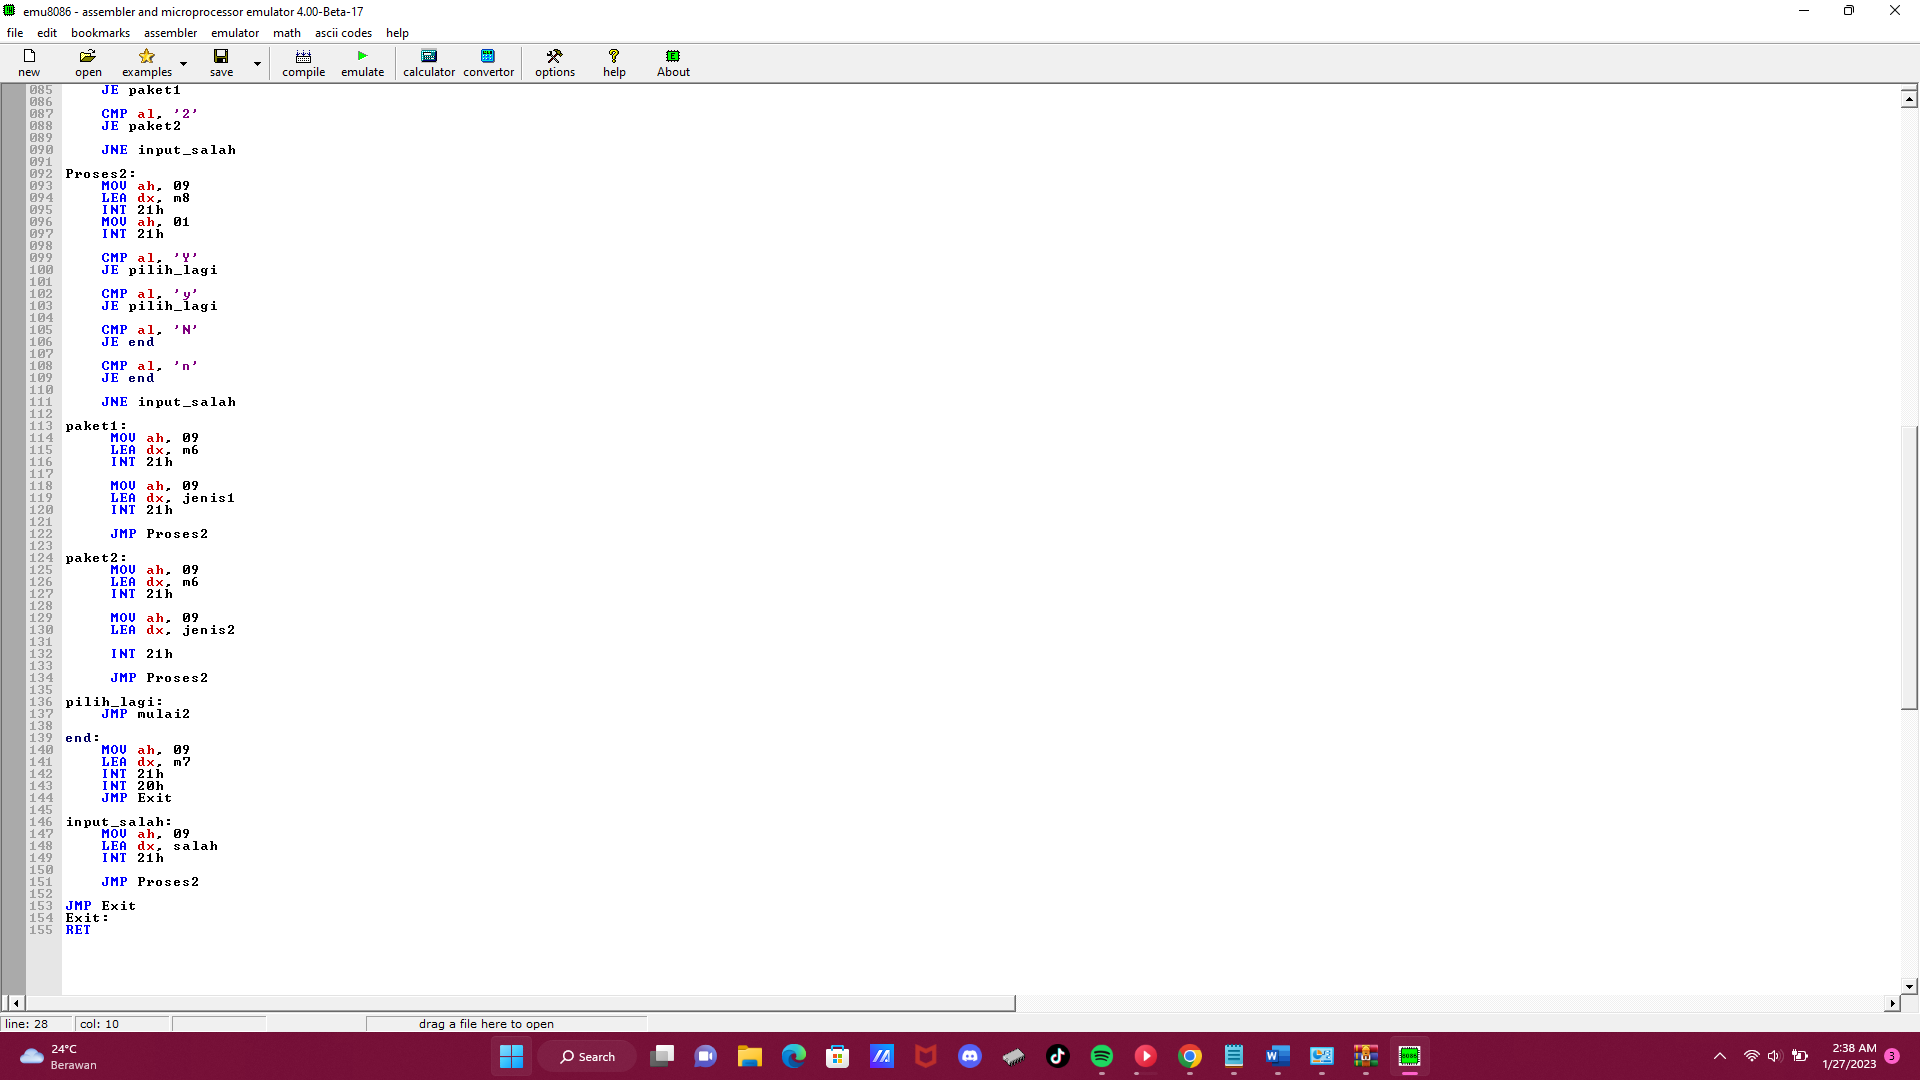 emu8086 - assembler and microprocessor emulator 4.00-Beta-17
file edit bookmarks assembler emulator math ascii codes help
new open examples save compile emulate calculator convertor options help About
085 JE paket1
086
087 CMP al, '2'
088 JE paket2
089
090 JNE input_salah
091
092 Proses2:
093 MOV ah, 09
094 LEA dx, m8
095 INT 21h
096 MOV ah, 01
097 INT 21h
098
099 CMP al, 'Y'
100 JE pilih_lagi
101
102 CMP al, 'y'
103 JE pilih_lagi
104
105 CMP al, 'N'
106 JE end
107
108 CMP al, 'n'
109 JE end
110
111 JNE input_salah
112
113 paket1:
114 MOV ah, 09
115 LEA dx, m6
116 INT 21h
117
118 MOV ah, 09
119 LEA dx, jenis1
120 INT 21h
121
122 JMP Proses2
123
124 paket2:
125 MOV ah, 09
126 LEA dx, m6
127 INT 21h
128
129 MOV ah, 09
130 LEA dx, jenis2
131
132 INT 21h
133
134 JMP Proses2
135
136 pilih_lagi:
137 JMP mulai2
138
139 end:
140 MOV ah, 09
141 LEA dx, m7
142 INT 21h
143 INT 20h
144 JMP Exit
145
146 input_salah:
147 MOV ah, 09
148 LEA dx, salah
149 INT 21h
150
151 JMP Proses2
152
153 JMP Exit
154 Exit:
155 RET
line: 28 col: 10 drag a file here to open
24°C
Berawan
Search
2:38 AM
1/27/2023
3